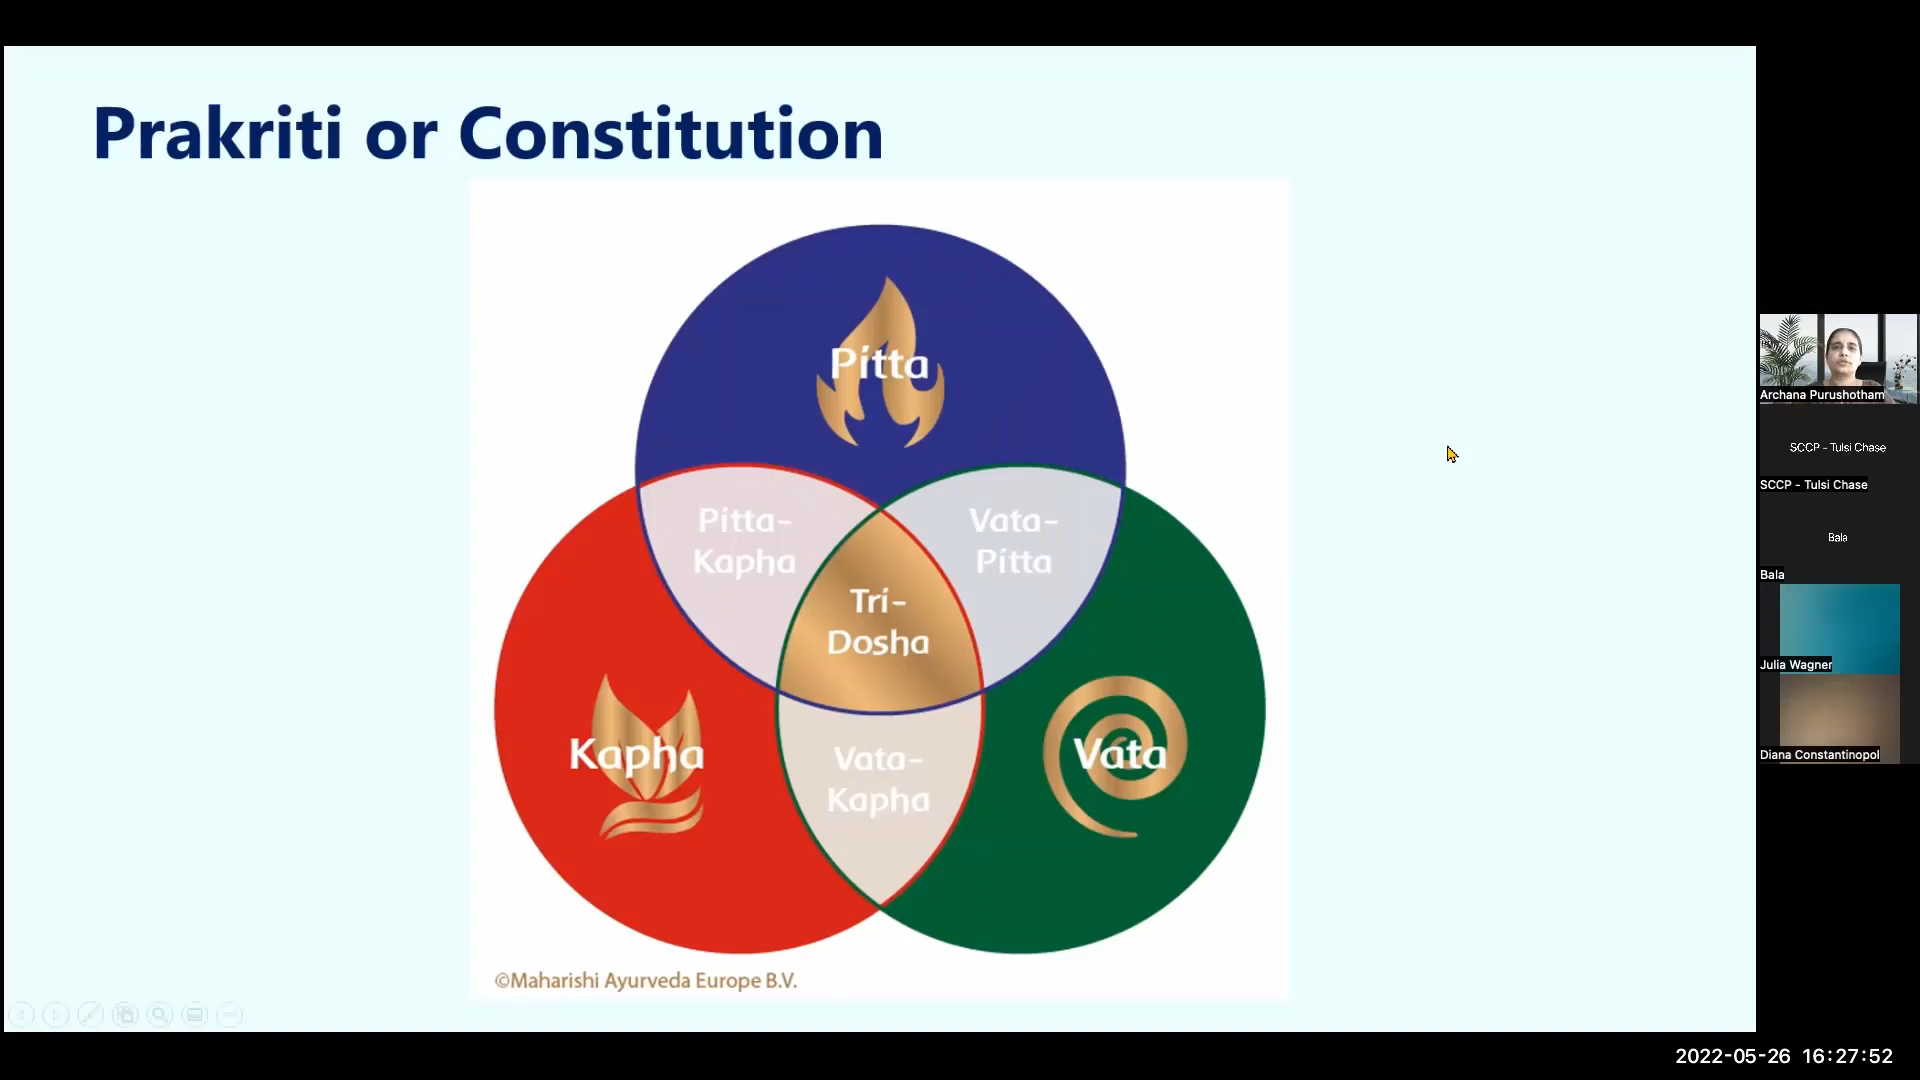 Prakriti or Constitution
Pitta
Pitta-
Kapha
Vata-
Pitta
Tri-
Dosha
Kapha
Vata
Vata-
Kapha
©Maharishi Ayurveda Europe B.V.
Archana Purushotham
SCCP - Tulsi Chase
SCCP - Tulsi Chase
Bala
Bala
Julia Wagner
Diana Constantinopol
2022-05-26 16:27:52